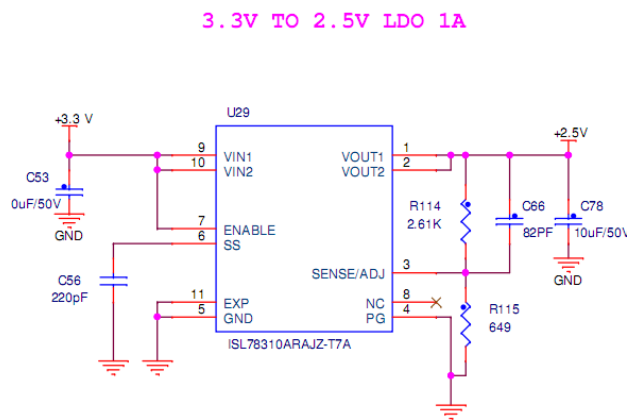 3.3V TO 2.5V LDO 1A
U29
+3.3 V
+2.5V
9 VIN1 VOUT1 1
10 VIN2 VOUT2 2
C53
0uF/50V
GND
R114
2.61K
C66
82PF
C78
10uF/50V
GND
7 ENABLE
6 SS
C56
220pF
SENSE/ADJ 3
11 EXP NC 8
5 GND PG 4
R115
649
ISL78310ARAJZ-T7A